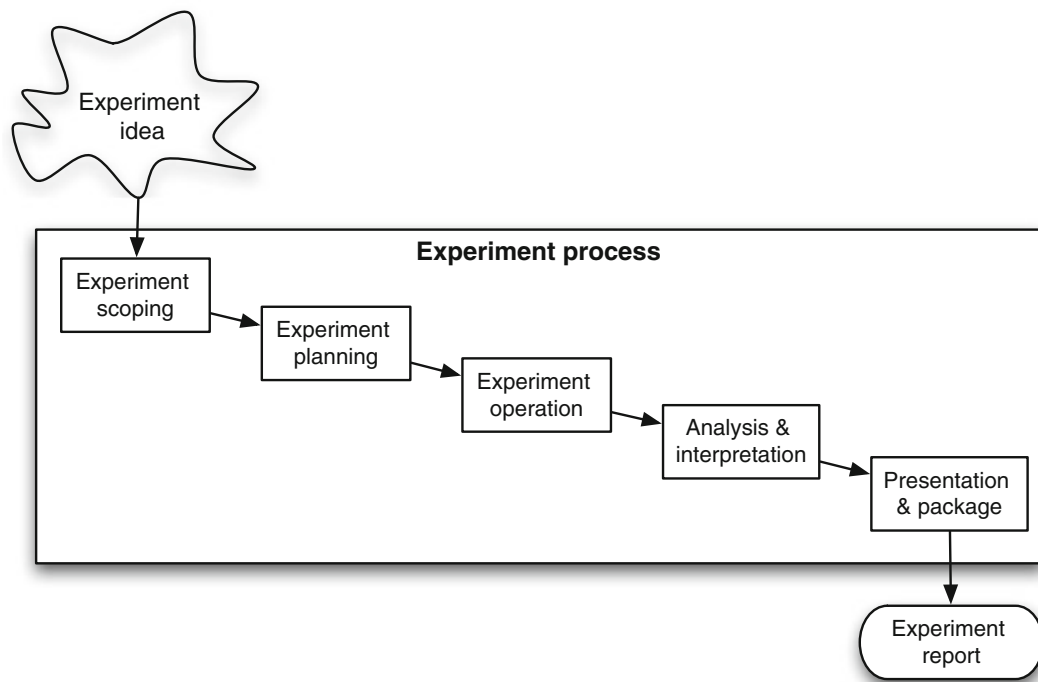 Experiment
idea
Experiment process
Experiment
scoping
Experiment
planning
Experiment
operation
Analysis &
interpretation
Presentation
& package
Experiment
report